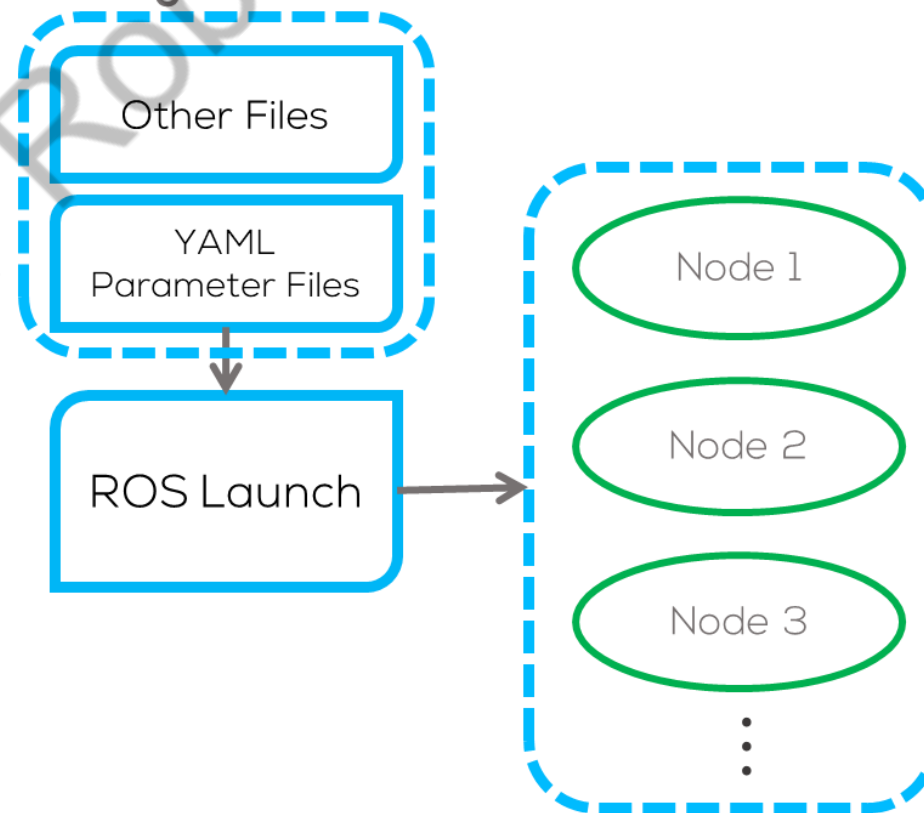 Other Files
YAML
Parameter Files
ROS Launch
Node 1
Node 2
Node 3